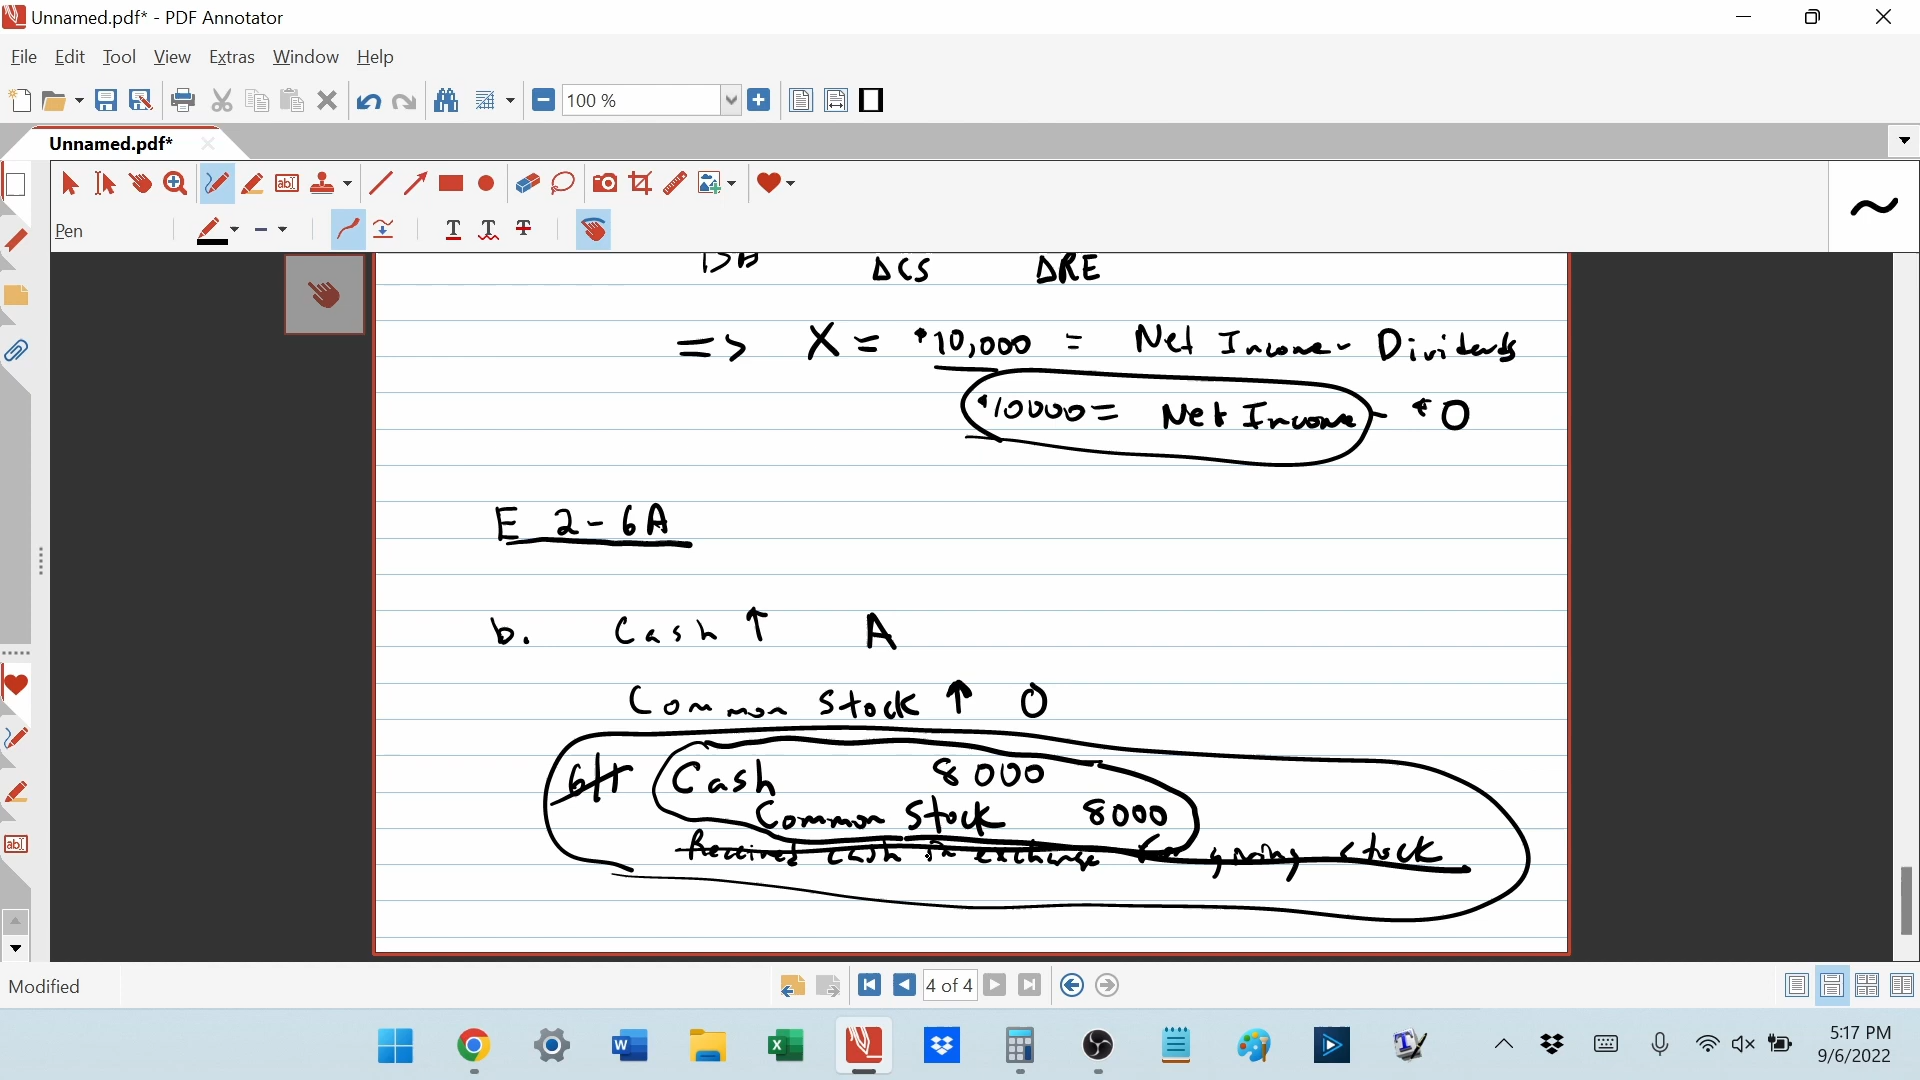 Unnamed.pdf* - PDF Annotator
File Edit Tool View Extras Window Help
100 %
Unnamed.pdf*
Pen
ΔCS ΔRE
=> X = $10,000 = Net Income - Dividends
$10000 = Net Income - $0
E 2-6A
b. Cash ↑ A
Common Stock ↑ O
6/1 Cash 8000
Common Stock 8000
Received cash in exchange for giving stock
Modified
4 of 4
5:17 PM
9/6/2022